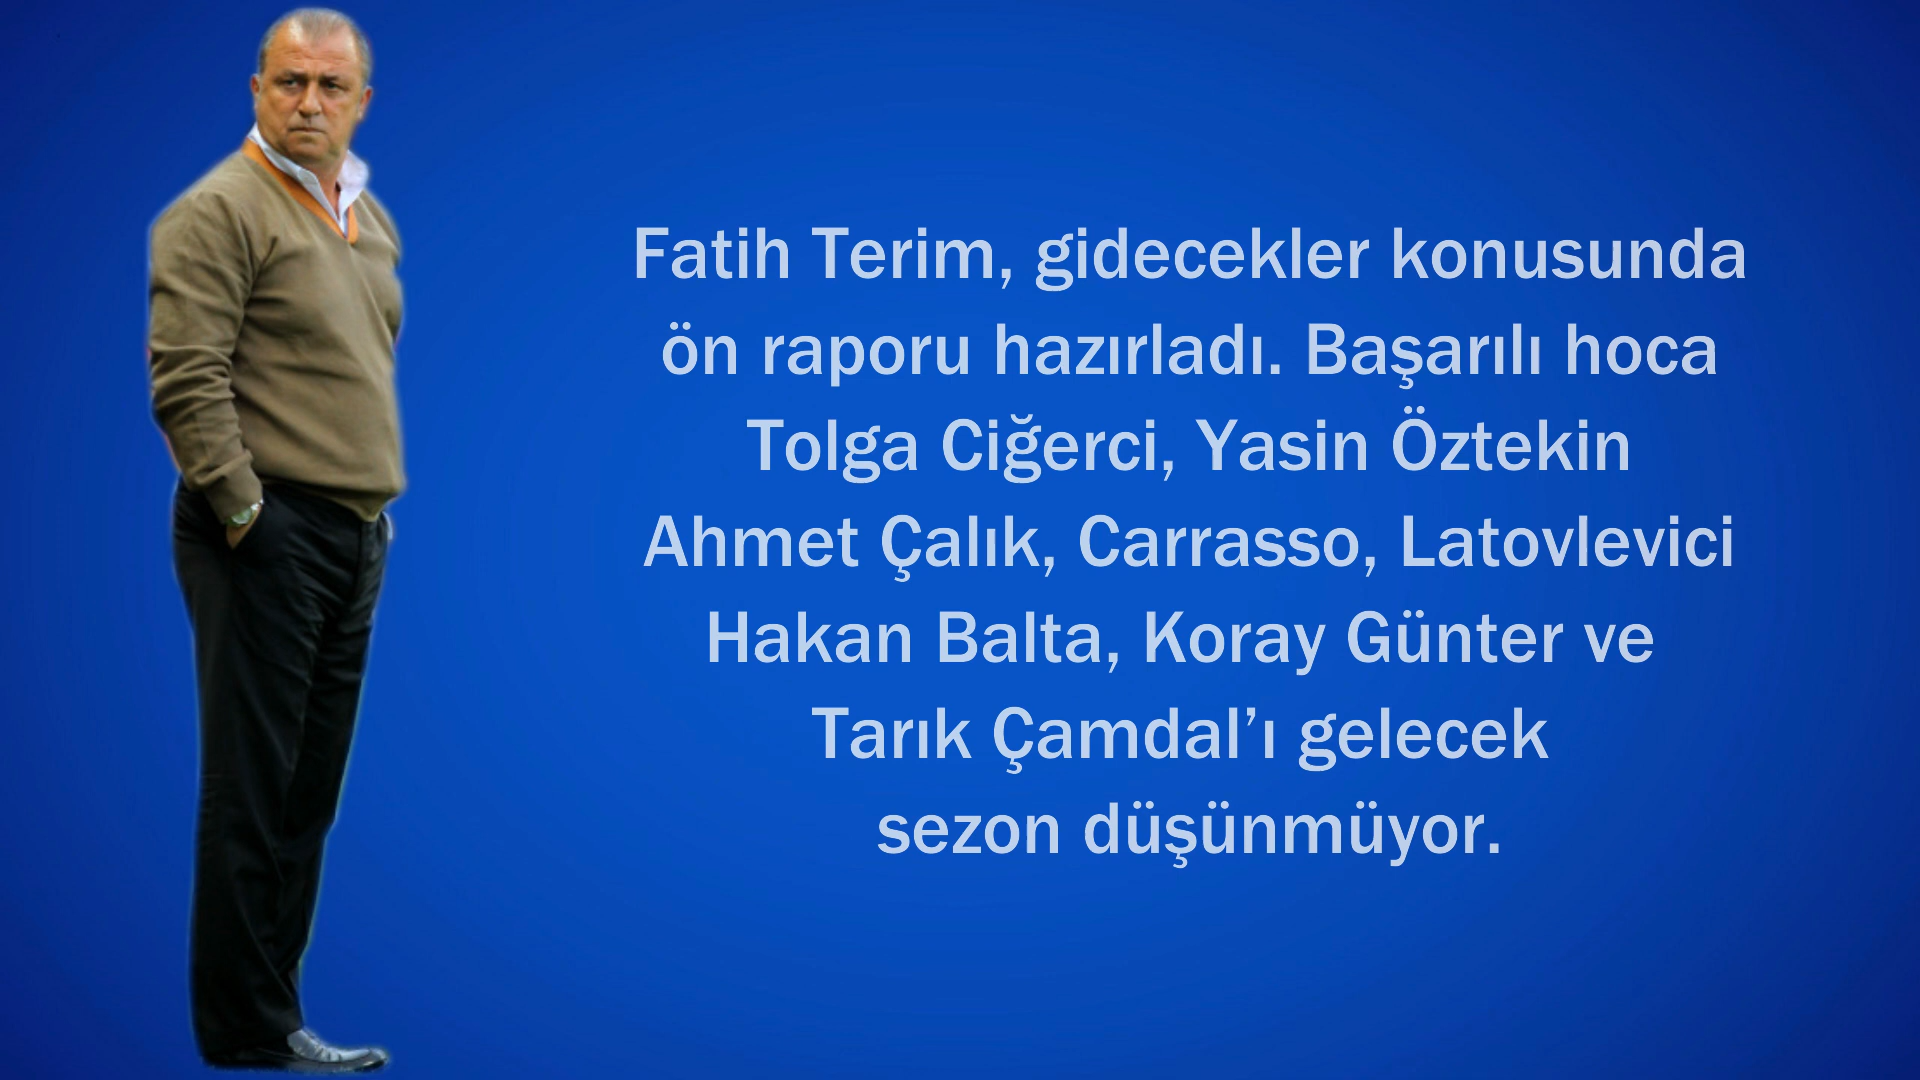 Fatih Terim, gidecekler konusunda
ön raporu hazırladı. Başarılı hoca
Tolga Ciğerci, Yasin Öztekin
Ahmet Çalık, Carrasso, Latovlevici
Hakan Balta, Koray Günter ve
Tarık Çamdal’ı gelecek
sezon düşünmüyor.